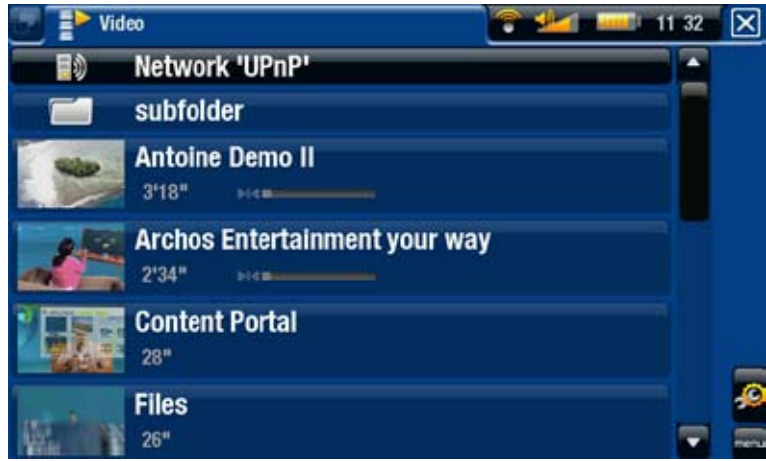 Video
11 32
Network 'UPnP'
subfolder
Antoine Demo II
3'18"
Archos Entertainment your way
2'34"
Content Portal
28"
Files
26"
menu